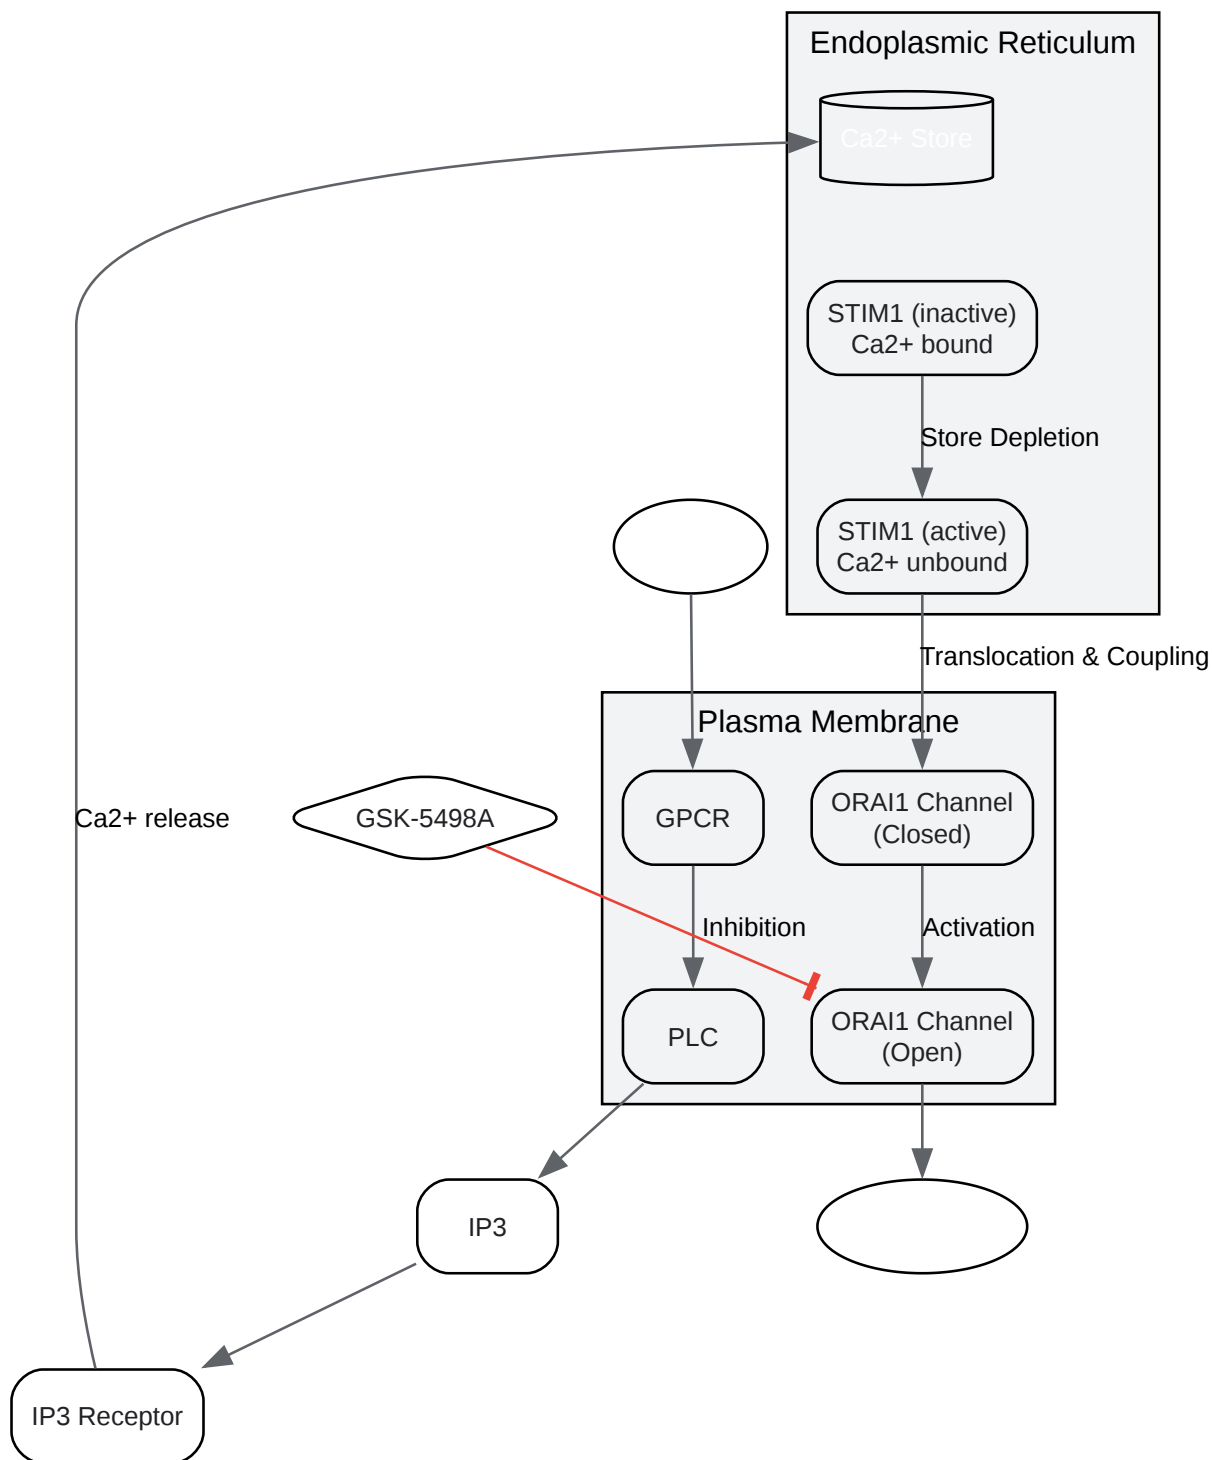 Endoplasmic Reticulum
Ca2+ Store
STIM1 (inactive)
Ca2+ bound
Store Depletion
STIM1 (active)
Ca2+ unbound
Translocation & Coupling
Plasma Membrane
Ca2+ release
GSK-5498A
GPCR
ORAI1 Channel
(Closed)
Inhibition
Activation
PLC
ORAI1 Channel
(Open)
IP3
IP3 Receptor